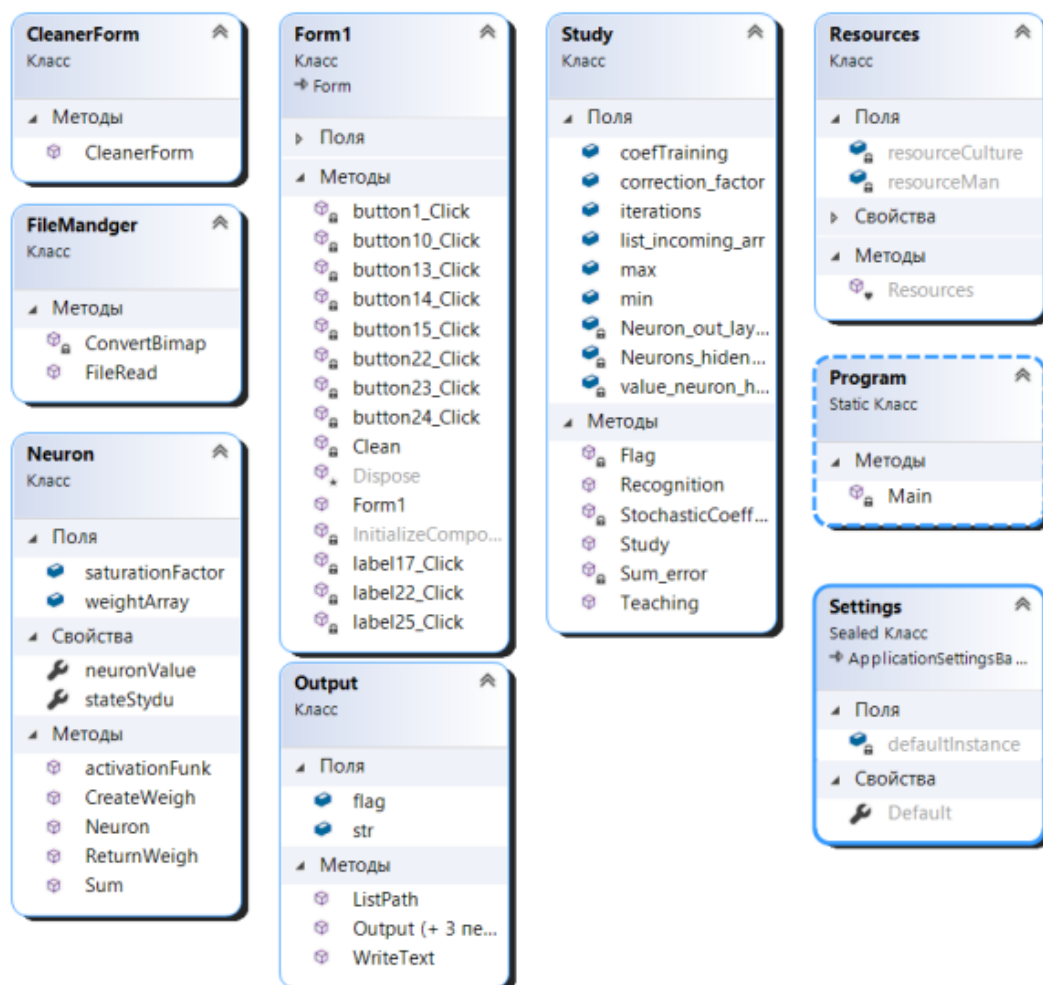 CleanerForm
Класс
Методы
CleanerForm
FileMandger
Класс
Методы
ConvertBimap
FileRead
Neuron
Класс
Поля
saturationFactor
weightArray
Свойства
neuronValue
stateStydu
Методы
activationFunk
CreateWeigh
Neuron
ReturnWeigh
Sum
Form1
Класс
Form
Поля
Методы
button1_Click
button10_Click
button13_Click
button14_Click
button15_Click
button22_Click
button23_Click
button24_Click
Clean
Dispose
Form1
InitializeCompo...
label17_Click
label22_Click
label25_Click
Output
Класс
Поля
flag
str
Методы
ListPath
Output (+ 3 пе...
WriteText
Study
Класс
Поля
coefTraining
correction_factor
iterations
list_incoming_arr
max
min
Neuron_out_lay...
Neurons_hiden...
value_neuron_h...
Методы
Flag
Recognition
StochasticCoeff...
Study
Sum_error
Teaching
Resources
Класс
Поля
resourceCulture
resourceMan
Свойства
Методы
Resources
Program
Static Класс
Методы
Main
Settings
Sealed Класс
ApplicationSettingsBa...
Поля
defaultInstance
Свойства
Default